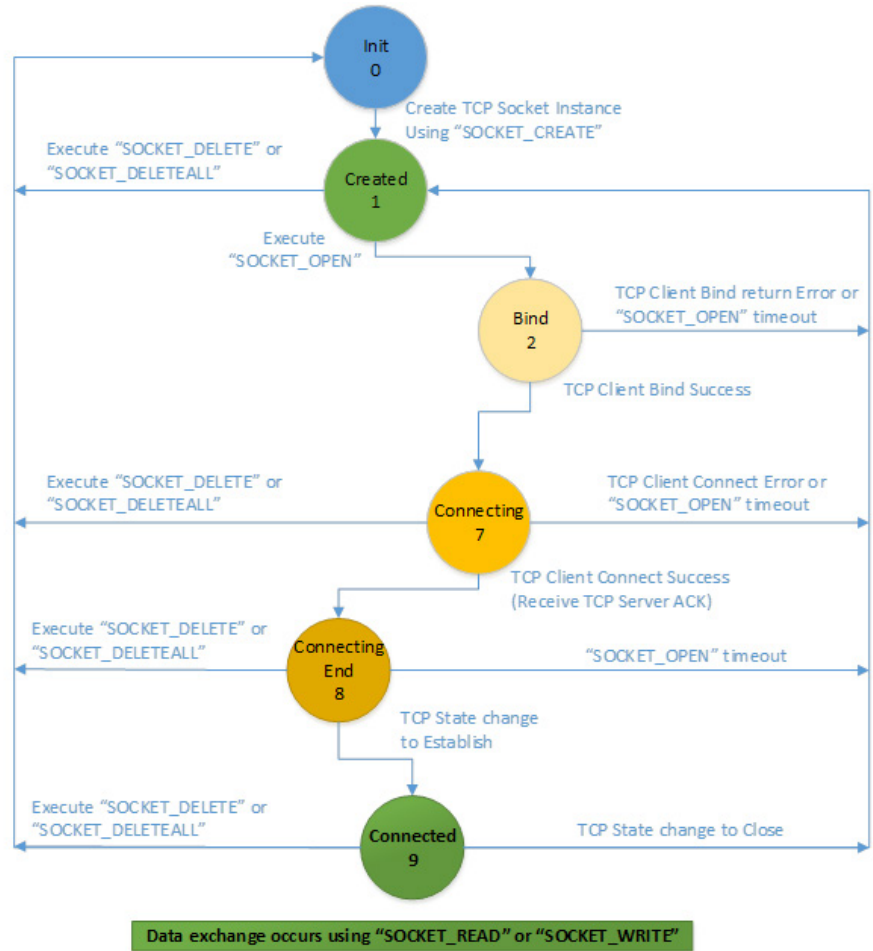 Init
0
Create TCP Socket Instance
Using “SOCKET_CREATE”
Execute “SOCKET_DELETE” or
“SOCKET_DELETEALL”
Created
1
Execute
“SOCKET_OPEN”
TCP Client Bind return Error or
“SOCKET_OPEN” timeout
Bind
2
TCP Client Bind Success
Execute “SOCKET_DELETE” or
“SOCKET_DELETEALL”
TCP Client Connect Error or
“SOCKET_OPEN” timeout
Connecting
7
TCP Client Connect Success
(Receive TCP Server ACK)
Execute “SOCKET_DELETE” or
“SOCKET_DELETEALL”
Connecting
End
8
“SOCKET_OPEN” timeout
TCP State change
to Establish
Execute “SOCKET_DELETE” or
“SOCKET_DELETEALL”
Connected
9
TCP State change to Close
Data exchange occurs using “SOCKET_READ” or “SOCKET_WRITE”